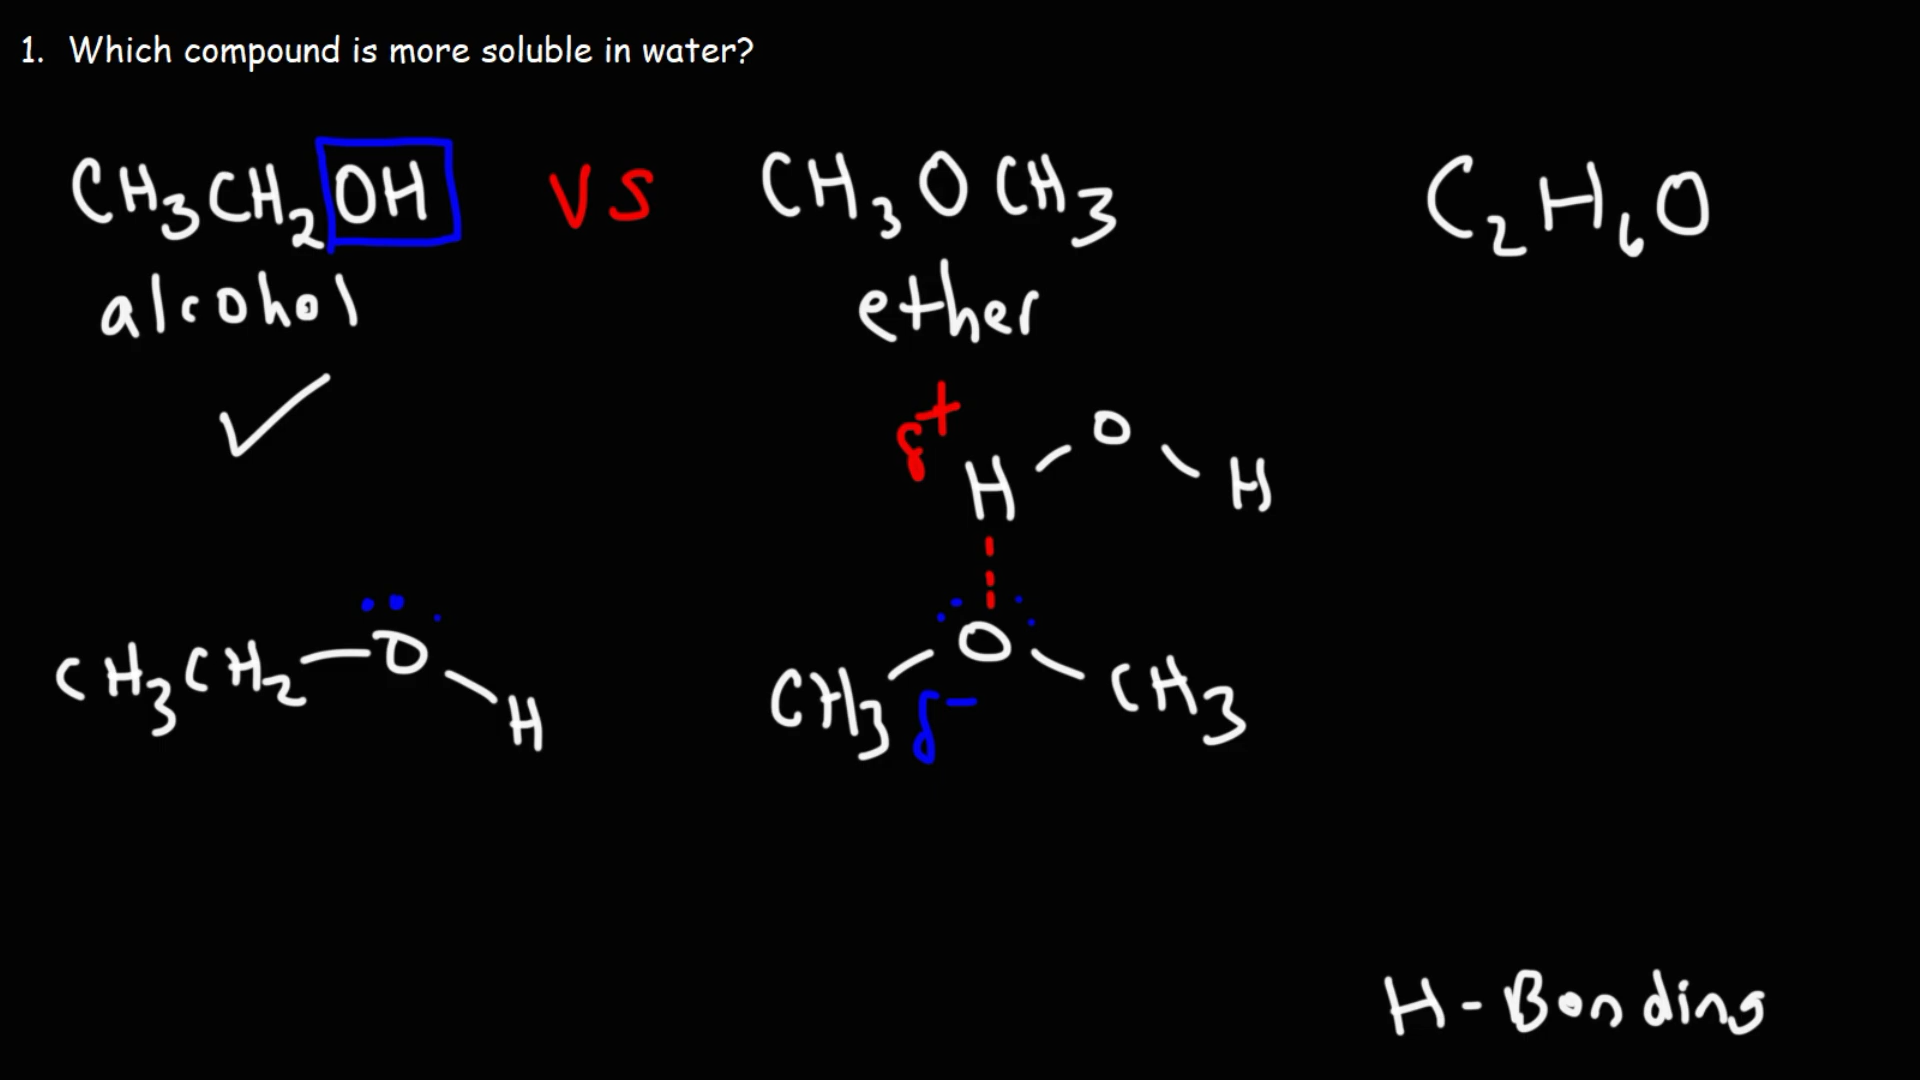 1. Which compound is more soluble in water?
CH₃CH₂OH VS CH₃OCH₃ C₂H₆O
alcohol ether
δ+ H - O - H
CH₃CH₂ - O - H
CH₃ - O - CH₃
δ-
H-Bonding